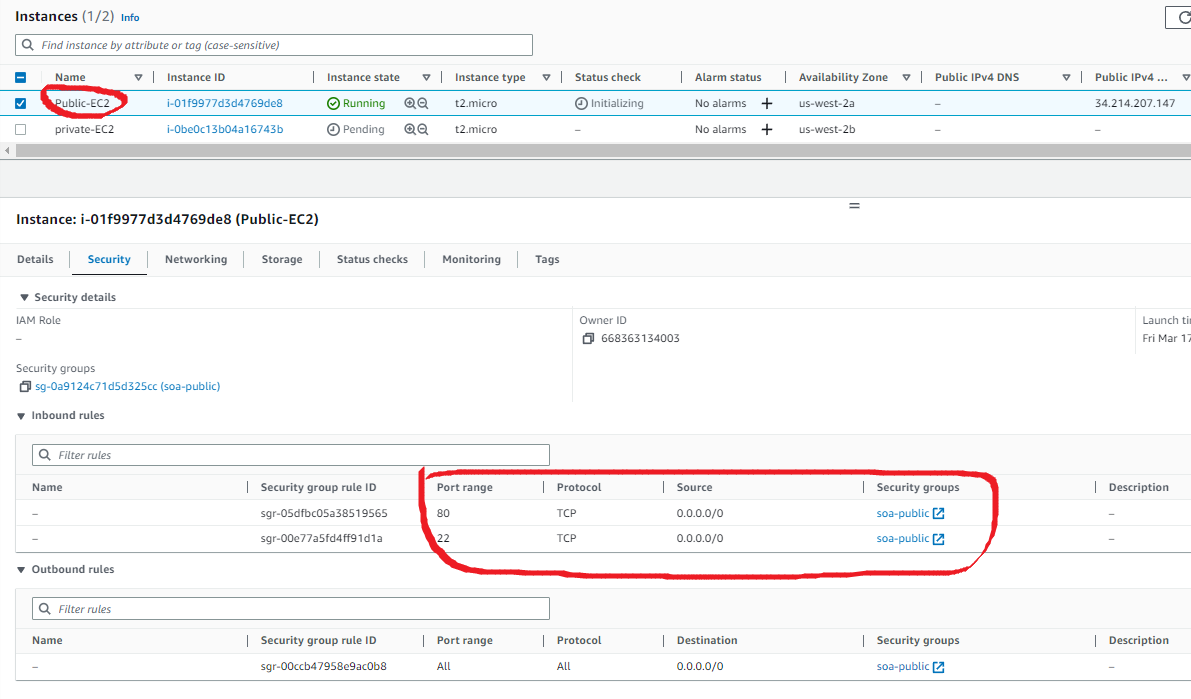 Instances (1/2) Info
Find instance by attribute or tag (case-sensitive)
Name Instance ID Instance state Instance type Status check Alarm status Availability Zone Public IPv4 DNS Public IPv4 ...
Public-EC2 i-01f9977d3d4769de8 Running t2.micro Initializing No alarms + us-west-2a – 34.214.207.147
private-EC2 i-0be0c13b04a16743b Pending t2.micro – No alarms + us-west-2b – –
Instance: i-01f9977d3d4769de8 (Public-EC2)
Details Security Networking Storage Status checks Monitoring Tags
Security details
IAM Role Owner ID Launch ti
– 668363134003 Fri Mar 17
Security groups
sg-0a9124c71d5d325cc (soa-public)
Inbound rules
Filter rules
Name Security group rule ID Port range Protocol Source Security groups Description
– sgr-05dfbc05a38519565 80 TCP 0.0.0.0/0 soa-public –
– sgr-00e77a5fd4ff91d1a 22 TCP 0.0.0.0/0 soa-public –
Outbound rules
Filter rules
Name Security group rule ID Port range Protocol Destination Security groups Description
– sgr-00ccb47958e9ac0b8 All All 0.0.0.0/0 soa-public –